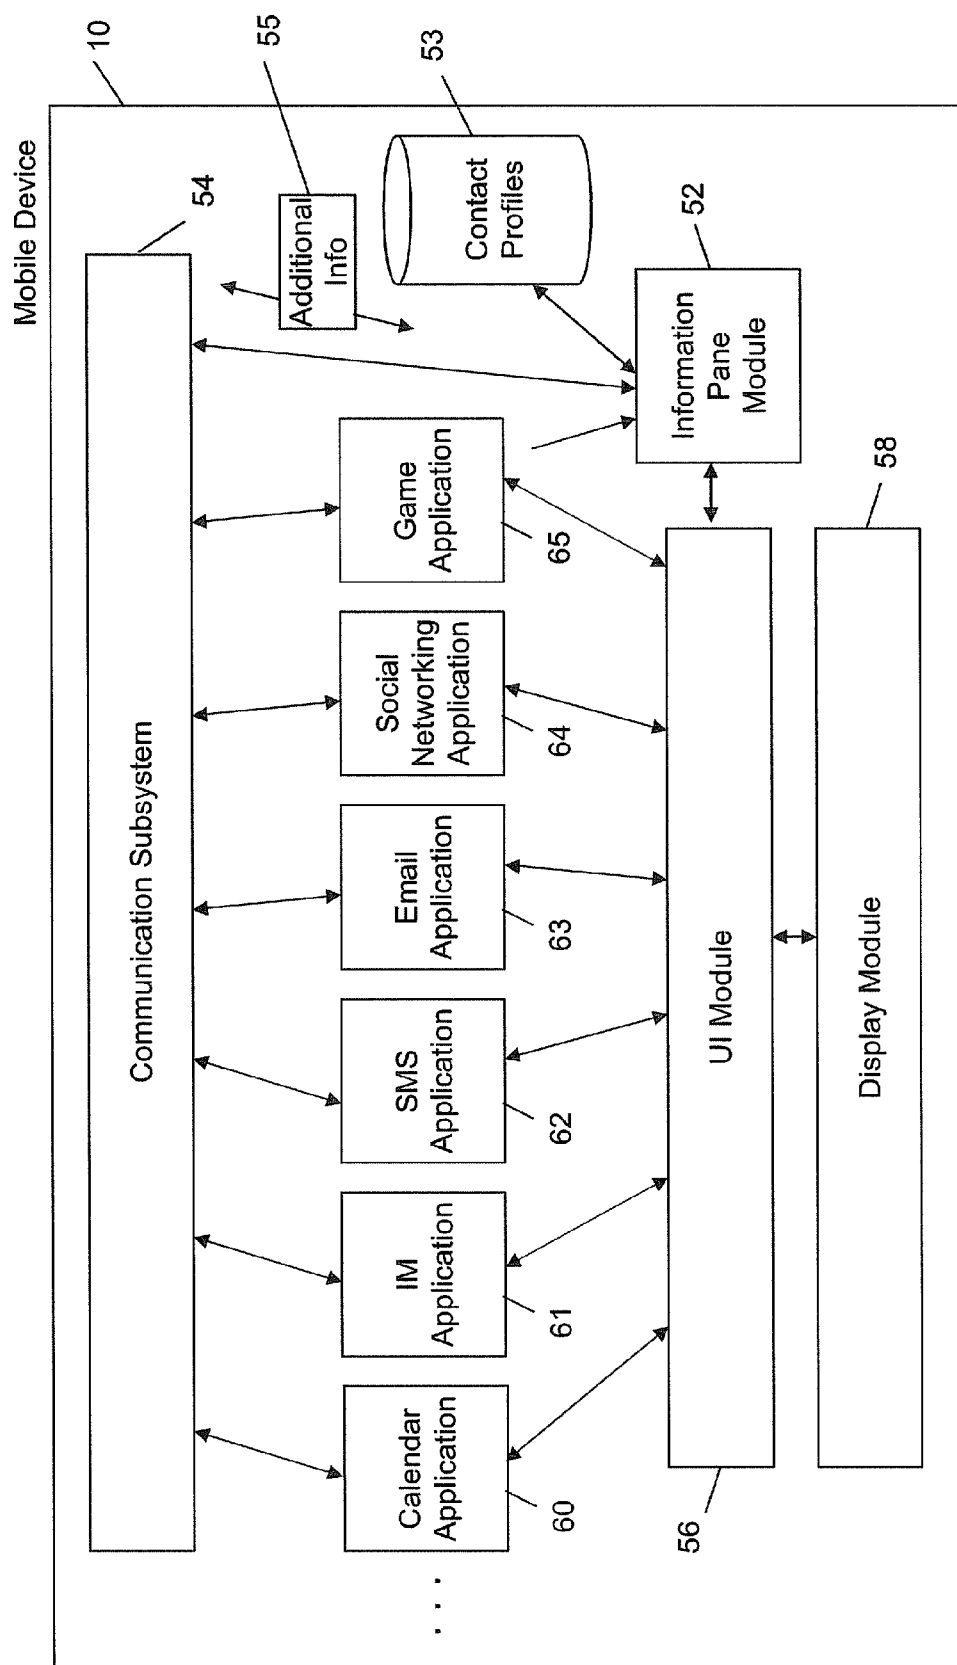 Mobile Device
10
Communication Subsystem
54
Additional
Info
55
Contact
Profiles
53
. . .
Calendar
Application
60
IM
Application
61
SMS
Application
62
Email
Application
63
Social
Networking
Application
64
Game
Application
65
Information
Pane
Module
52
UI Module
56
Display Module
58